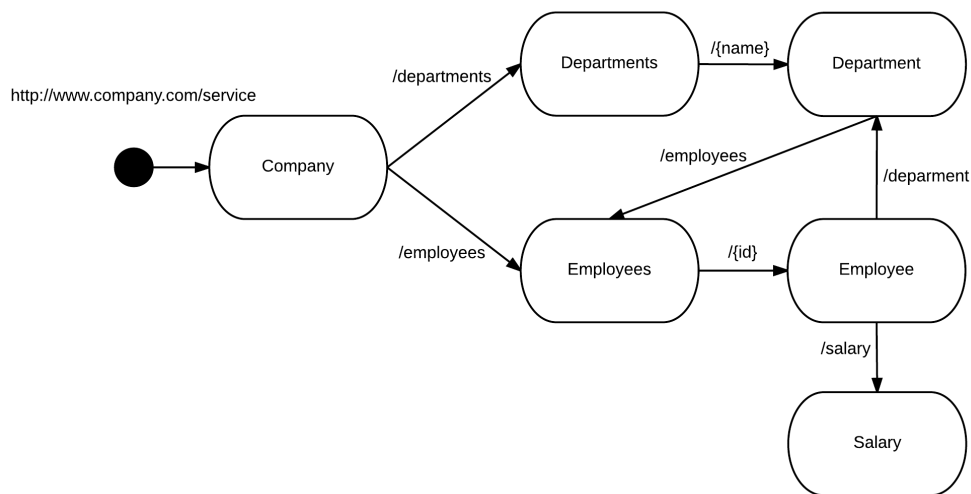 http://www.company.com/service
Company
/departments
/employees
Departments
/{name}
Department
/employees
/deparment
Employees
/{id}
Employee
/salary
Salary